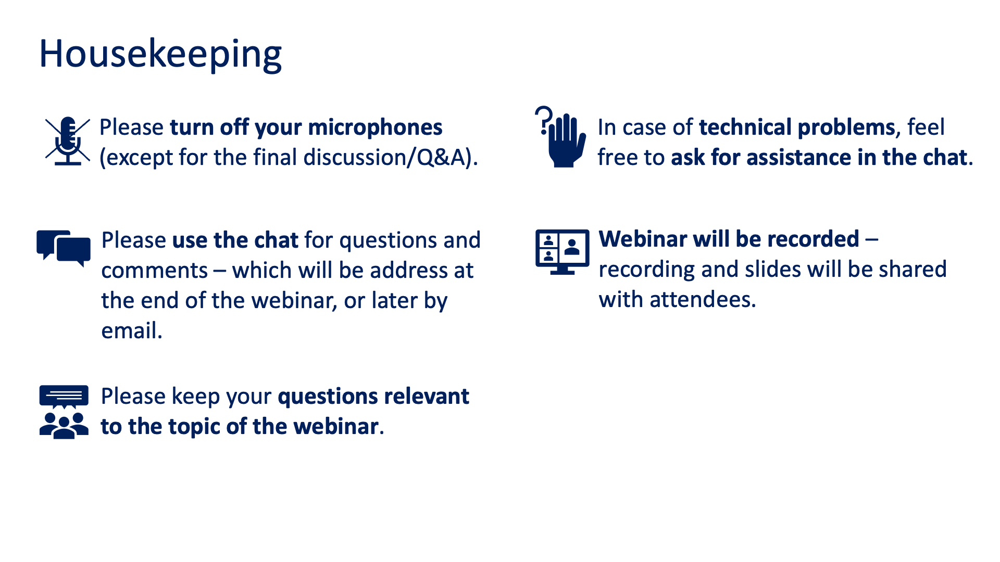 Housekeeping
Please turn off your microphones
(except for the final discussion/Q&A).
Please use the chat for questions and
comments – which will be address at
the end of the webinar, or later by
email.
Please keep your questions relevant
to the topic of the webinar.
In case of technical problems, feel
free to ask for assistance in the chat.
Webinar will be recorded –
recording and slides will be shared
with attendees.